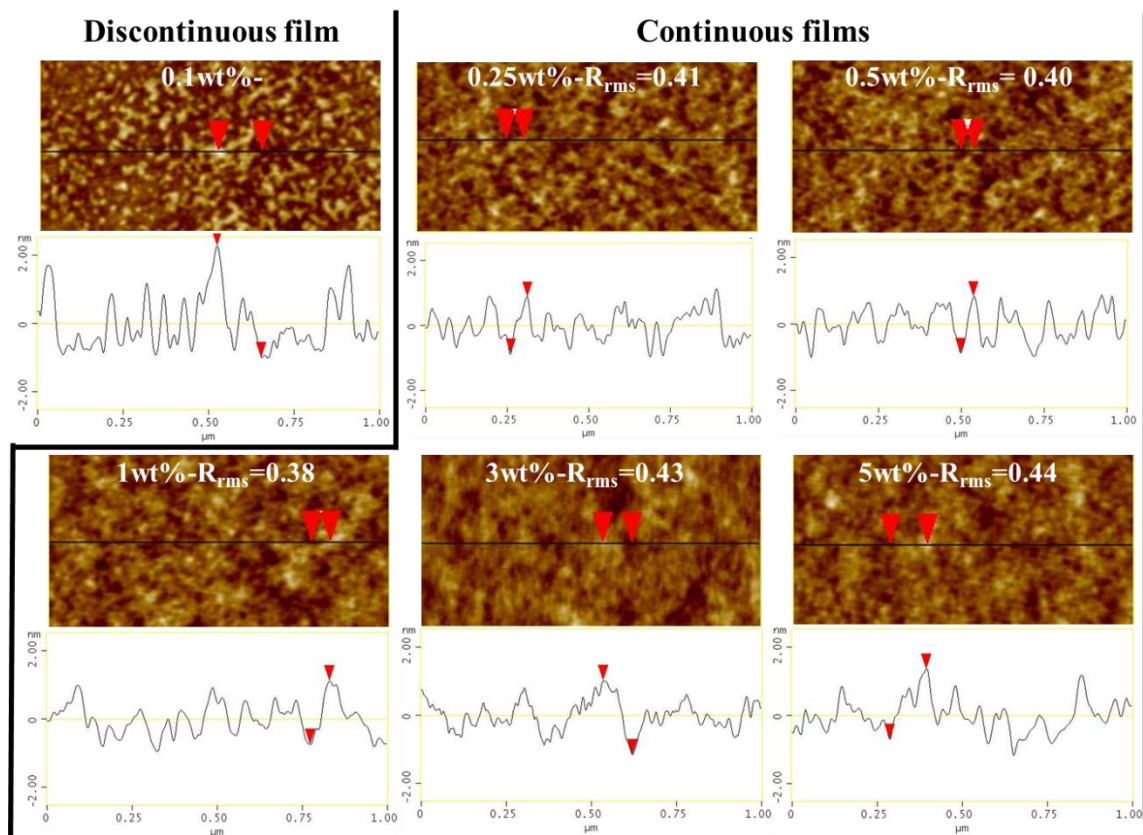 Discontinuous film
Continuous films
0.1wt%-
nm
2.00
0
-2.00
0 0.25 0.50 0.75 1.00
µm
0.25wt%-Rrms=0.41
nm
2.00
0
-2.00
0 0.25 0.50 0.75 1.00
µm
0.5wt%-Rrms= 0.40
nm
2.00
0
-2.00
0 0.25 0.50 0.75 1.00
µm
1wt%-Rrms=0.38
nm
2.00
0
-2.00
0 0.25 0.50 0.75 1.00
µm
3wt%-Rrms=0.43
nm
2.00
0
-2.00
0 0.25 0.50 0.75 1.00
µm
5wt%-Rrms=0.44
nm
2.00
0
-2.00
0 0.25 0.50 0.75 1.00
µm